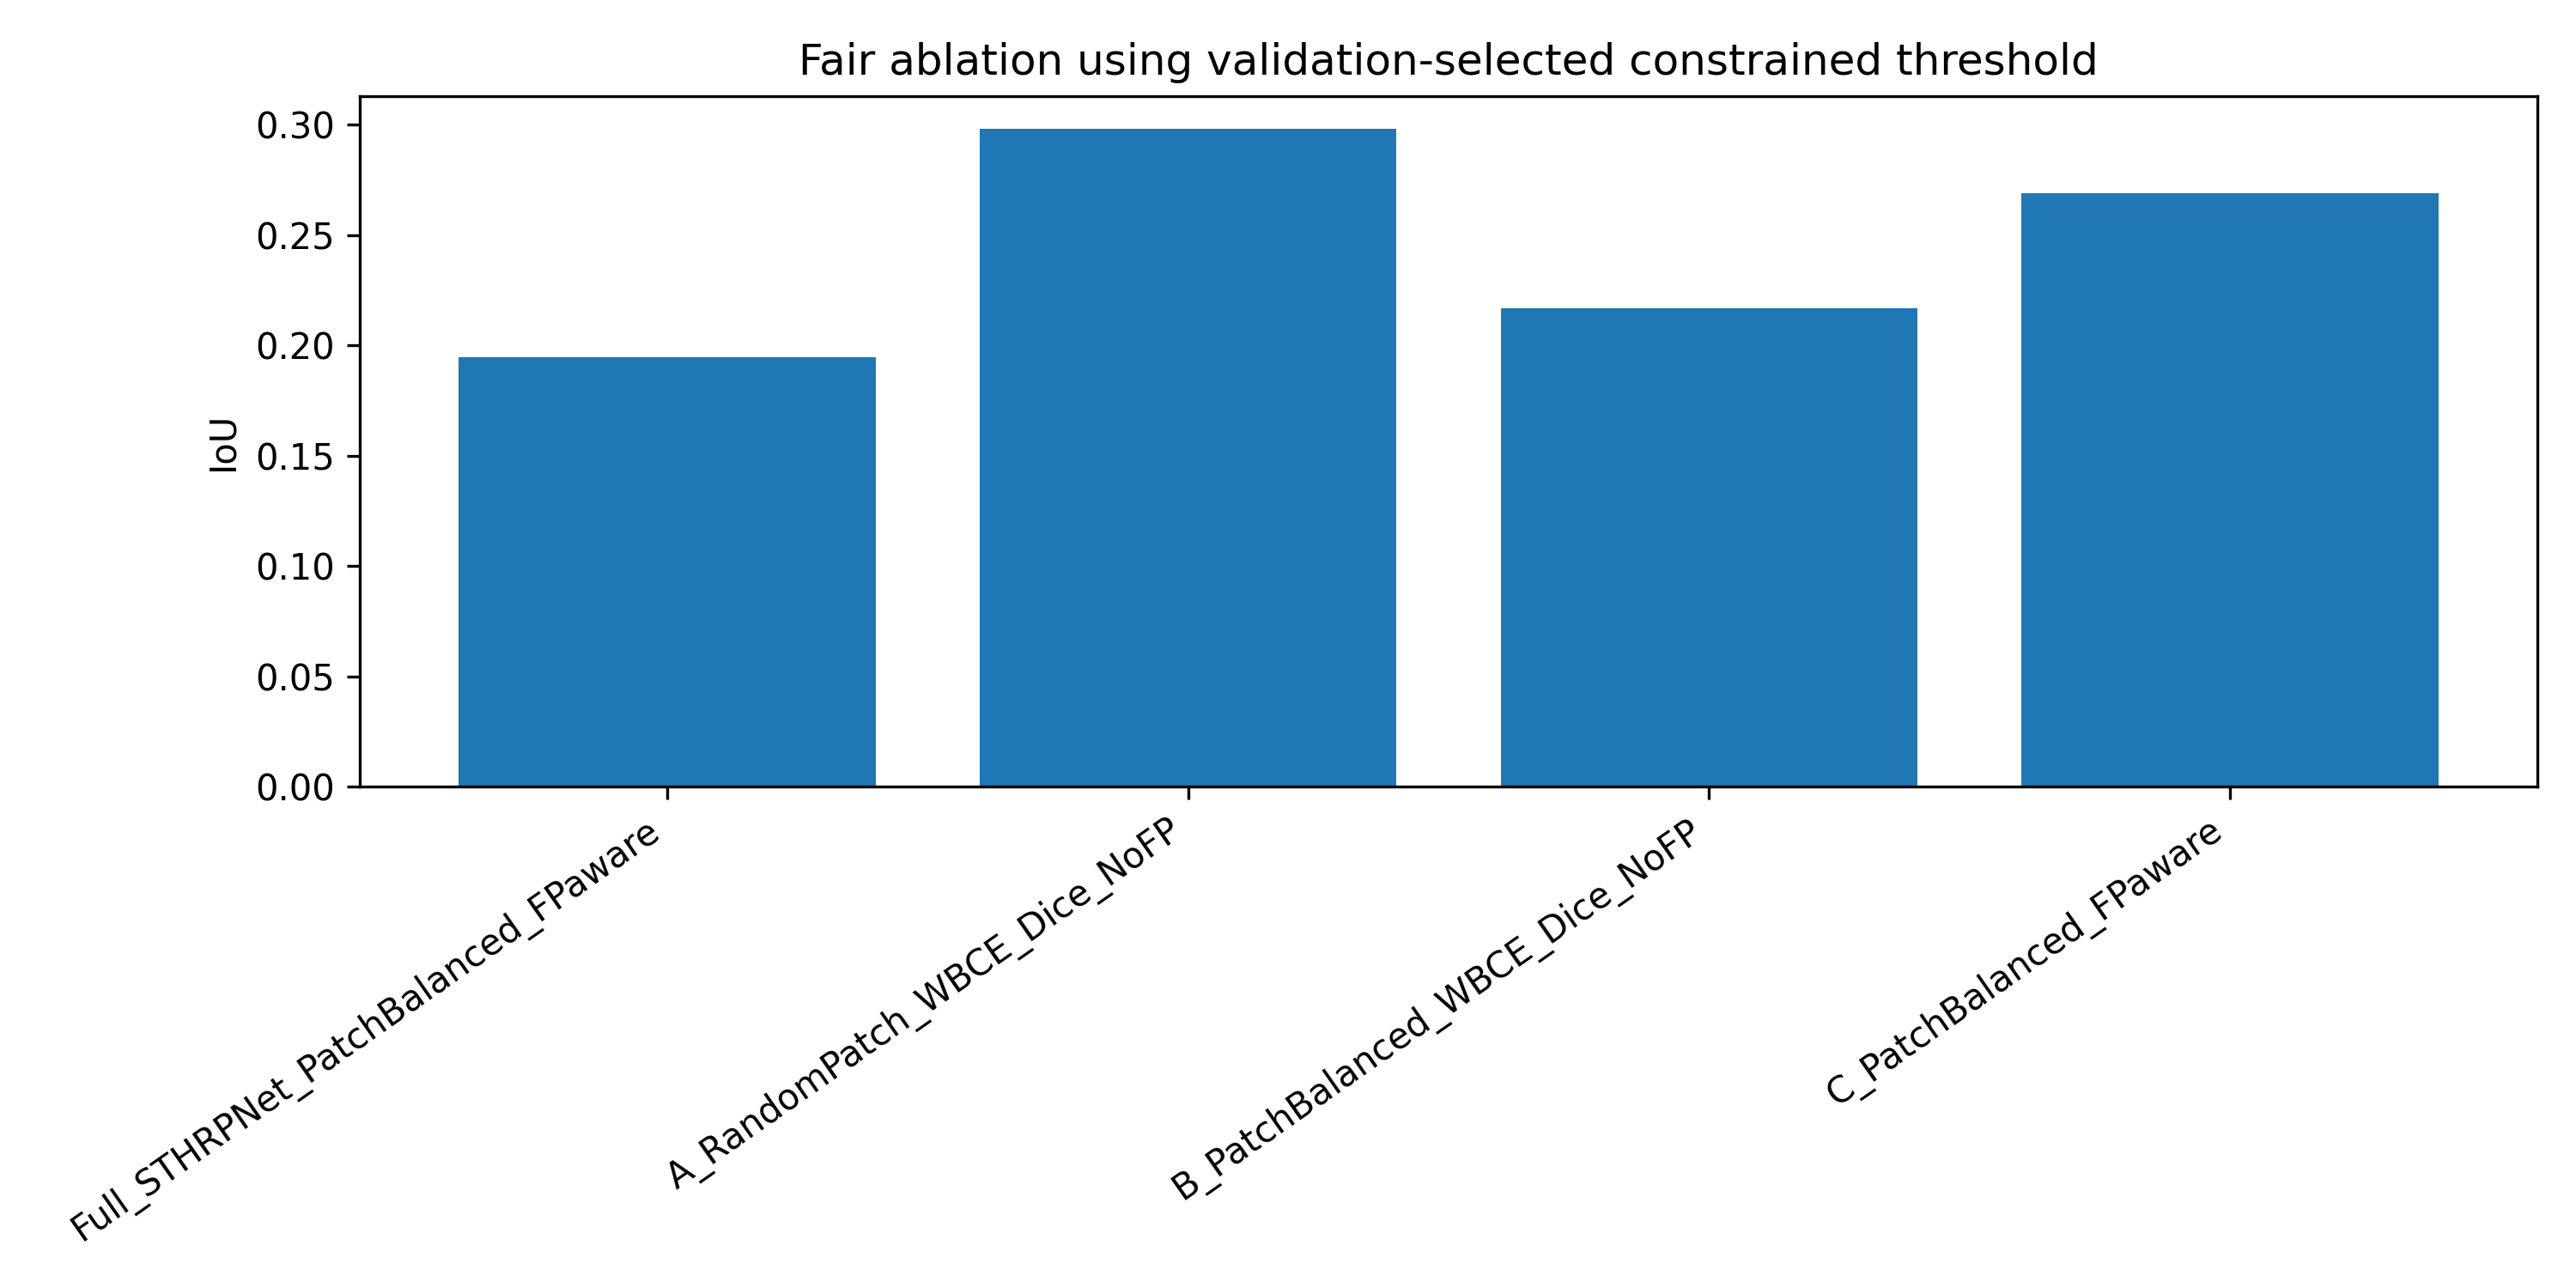 Fair ablation using validation-selected constrained threshold
IoU
0.30
0.25
0.20
0.15
0.10
0.05
0.00
Full_STHRPNet_PatchBalanced_FPaware
A_RandomPatch_WBCE_Dice_NoFP
B_PatchBalanced_WBCE_Dice_NoFP
C_PatchBalanced_FPaware